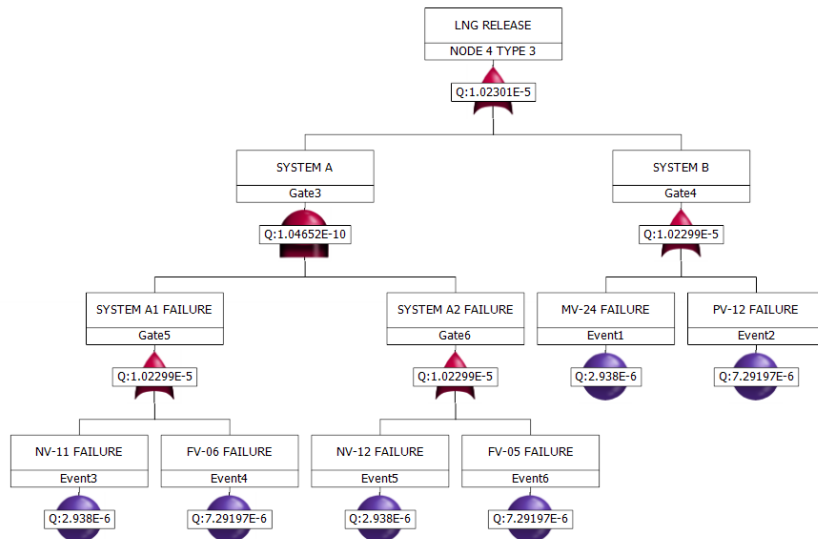 LNG RELEASE
NODE 4 TYPE 3
Q:1.02301E-5
SYSTEM A
Gate3
Q:1.04652E-10
SYSTEM B
Gate4
Q:1.02299E-5
SYSTEM A1 FAILURE
Gate5
Q:1.02299E-5
SYSTEM A2 FAILURE
Gate6
Q:1.02299E-5
MV-24 FAILURE
Event1
Q:2.938E-6
PV-12 FAILURE
Event2
Q:7.29197E-6
NV-11 FAILURE
Event3
Q:2.938E-6
FV-06 FAILURE
Event4
Q:7.29197E-6
NV-12 FAILURE
Event5
Q:2.938E-6
FV-05 FAILURE
Event6
Q:7.29197E-6